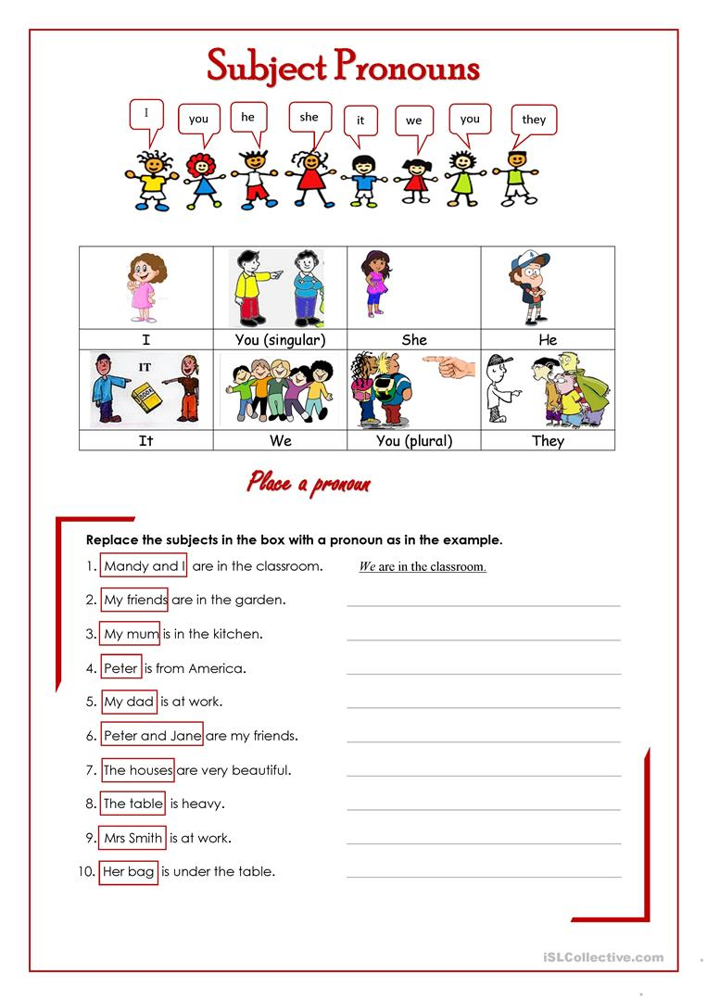 Subject Pronouns
I you he she it we you they
I You (singular) She He
IT
It We You (plural) They
Place a pronoun
Replace the subjects in the box with a pronoun as in the example.
1. Mandy and I are in the classroom. We are in the classroom.
2. My friends are in the garden.
3. My mum is in the kitchen.
4. Peter is from America.
5. My dad is at work.
6. Peter and Jane are my friends.
7. The houses are very beautiful.
8. The table is heavy.
9. Mrs Smith is at work.
10. Her bag is under the table.
iSLCollective.com